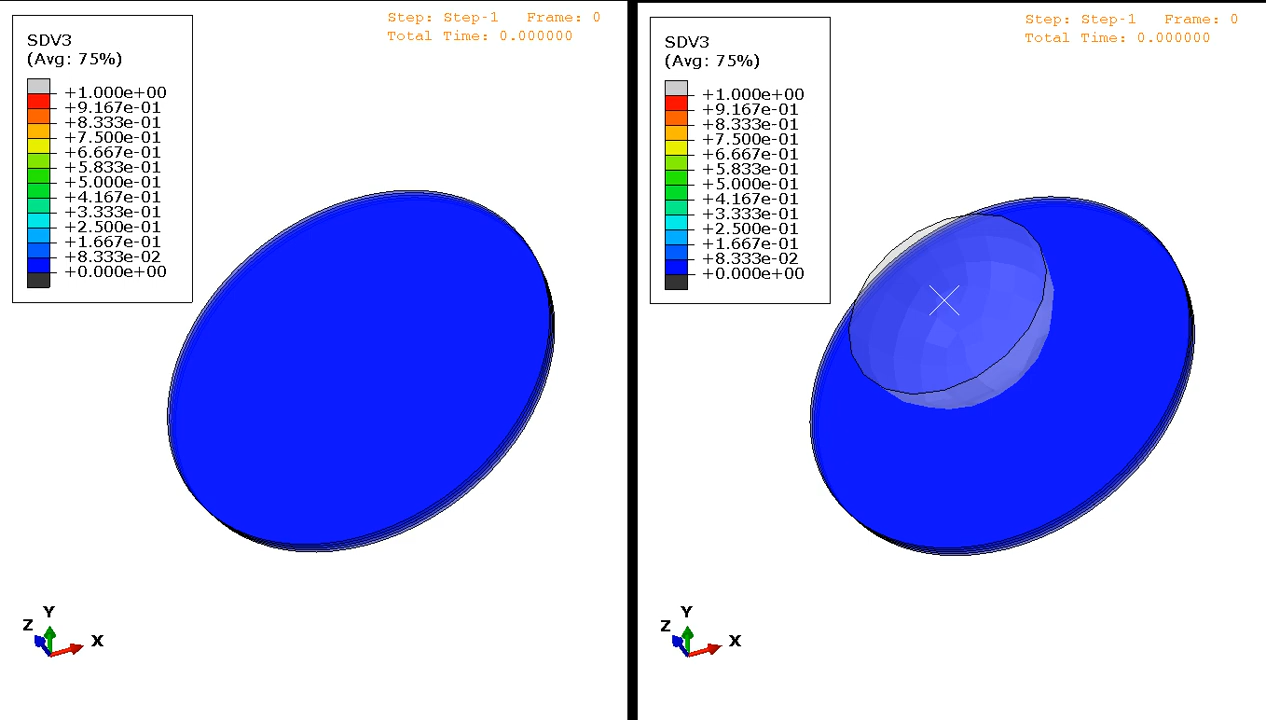 SDV3
(Avg: 75%)
+1.000e+00
+9.167e-01
+8.333e-01
+7.500e-01
+6.667e-01
+5.833e-01
+5.000e-01
+4.167e-01
+3.333e-01
+2.500e-01
+1.667e-01
+8.333e-02
+0.000e+00
Step: Step-1   Frame: 0
Total Time: 0.000000
Y
Z
X
SDV3
(Avg: 75%)
+1.000e+00
+9.167e-01
+8.333e-01
+7.500e-01
+6.667e-01
+5.833e-01
+5.000e-01
+4.167e-01
+3.333e-01
+2.500e-01
+1.667e-01
+8.333e-02
+0.000e+00
Step: Step-1   Frame: 0
Total Time: 0.000000
Y
Z
X